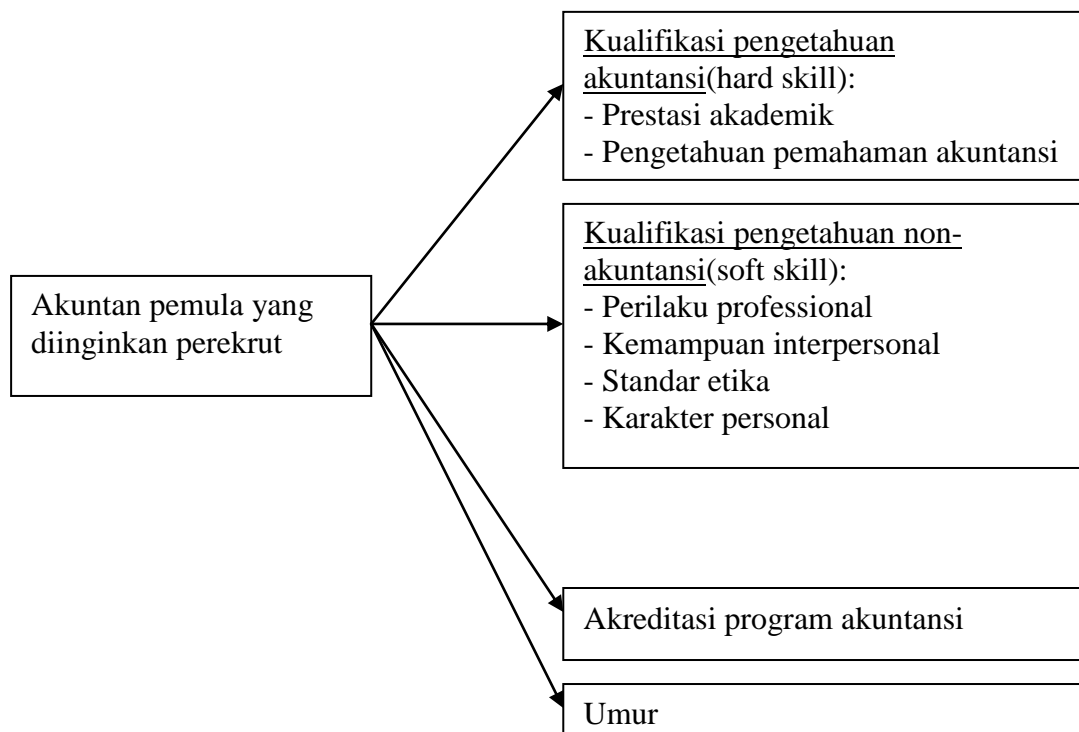 Kualifikasi pengetahuan
akuntansi(hard skill):
- Prestasi akademik
- Pengetahuan pemahaman akuntansi
Kualifikasi pengetahuan non-
akuntansi(soft skill):
- Perilaku professional
- Kemampuan interpersonal
- Standar etika
- Karakter personal
Akuntan pemula yang
diinginkan perekrut
Akreditasi program akuntansi
Umur